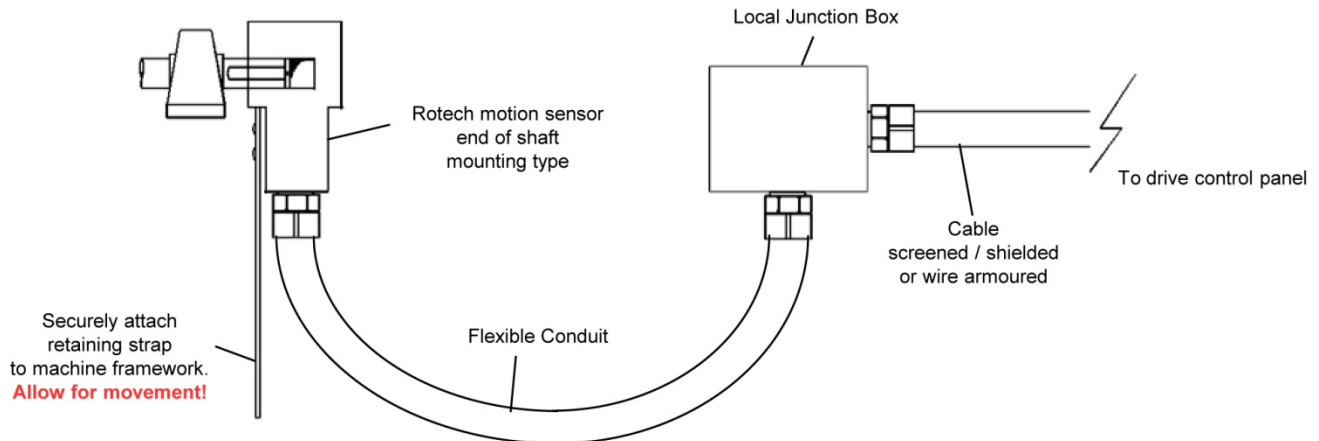 Local Junction Box
Rotech motion sensor
end of shaft
mounting type
To drive control panel
Cable
screened / shielded
or wire armoured
Securely attach
retaining strap
to machine framework.
Allow for movement!
Flexible Conduit